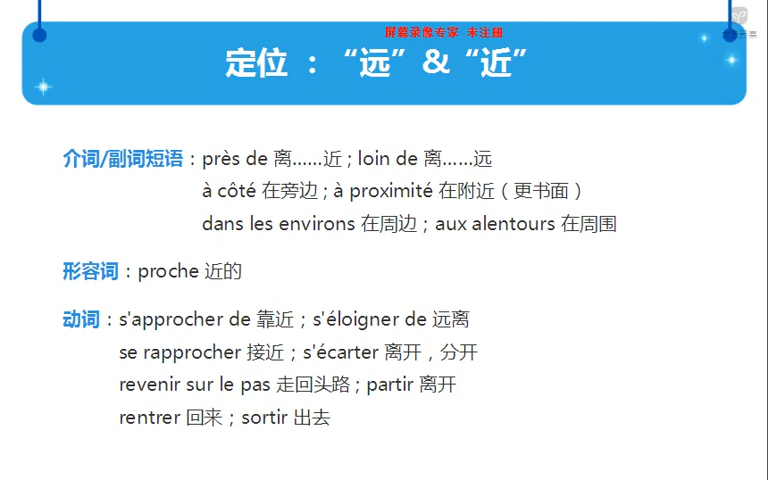 屏幕录像专家 未注册
定位 ：“远”＆“近”
介词/副词短语：près de 离……近；loin de 离……远
à côté 在旁边；à proximité 在附近（更书面）
dans les environs 在周边；aux alentours 在周围
形容词：proche 近的
动词：s'approcher de 靠近；s'éloigner de 远离
se rapprocher 接近；s'écarter 离开，分开
revenir sur le pas 走回头路；partir 离开
rentrer 回来；sortir 出去